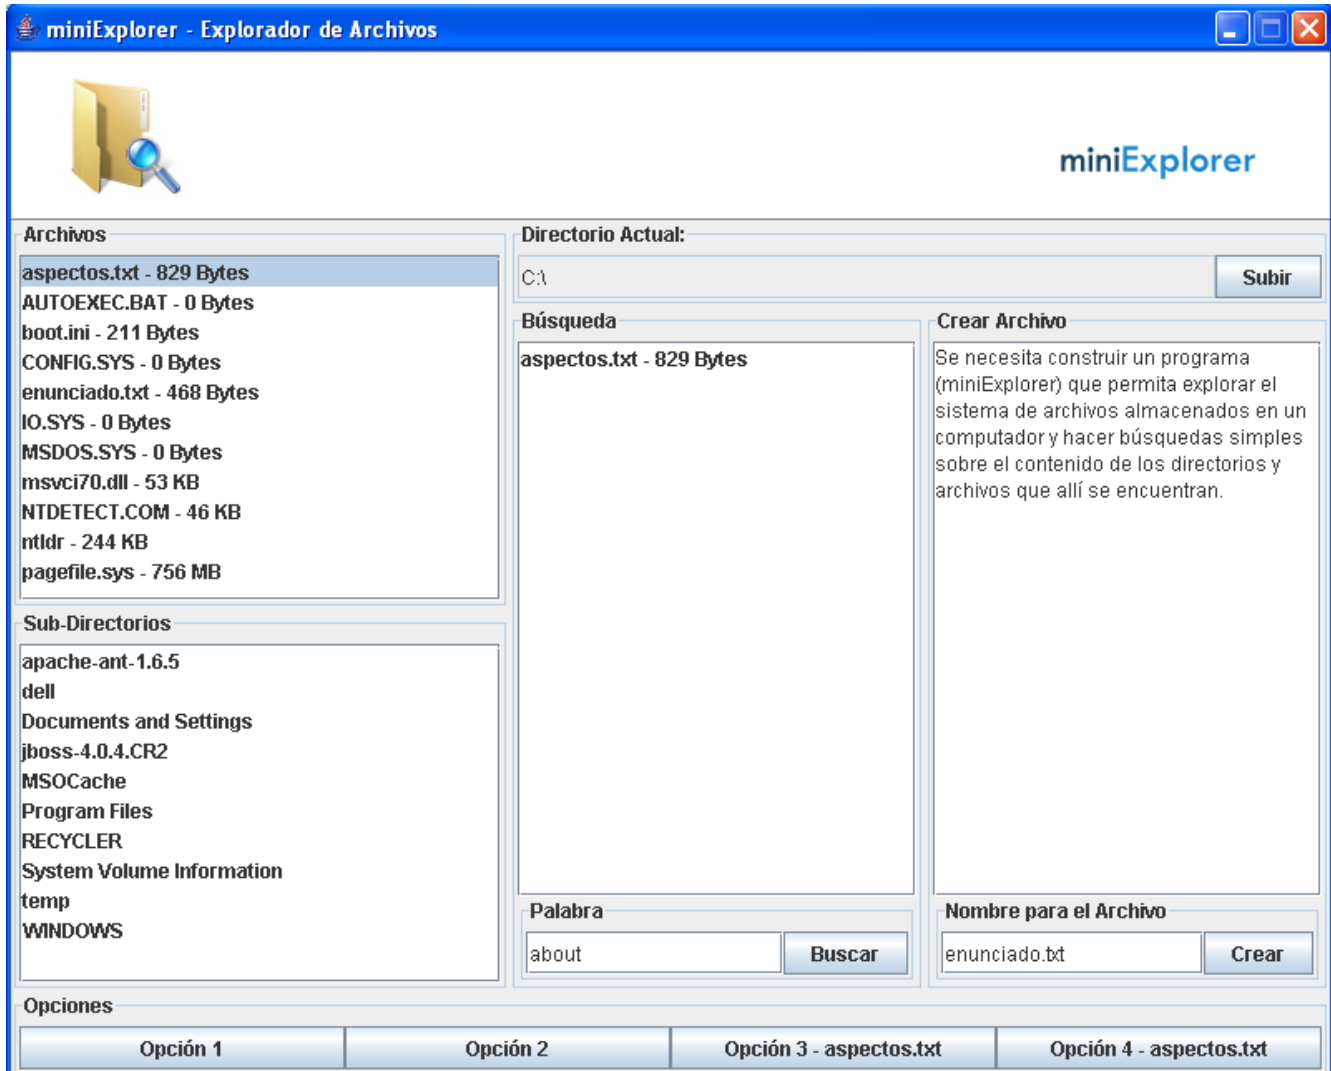 miniExplorer - Explorador de Archivos
miniExplorer
Archivos
aspectos.txt - 829 Bytes
AUTOEXEC.BAT - 0 Bytes
boot.ini - 211 Bytes
CONFIG.SYS - 0 Bytes
enunciado.txt - 468 Bytes
IO.SYS - 0 Bytes
MSDOS.SYS - 0 Bytes
msvci70.dll - 53 KB
NTDETECT.COM - 46 KB
ntldr - 244 KB
pagefile.sys - 756 MB
Sub-Directorios
apache-ant-1.6.5
dell
Documents and Settings
jboss-4.0.4.CR2
MSOCache
Program Files
RECYCLER
System Volume Information
temp
WINDOWS
Directorio Actual:
C:\
Subir
Búsqueda
aspectos.txt - 829 Bytes
Palabra
about
Buscar
Crear Archivo
Se necesita construir un programa
(miniExplorer) que permita explorar el
sistema de archivos almacenados en un
computador y hacer búsquedas simples
sobre el contenido de los directorios y
archivos que allí se encuentran.
Nombre para el Archivo
enunciado.txt
Crear
Opciones
Opción 1
Opción 2
Opción 3 - aspectos.txt
Opción 4 - aspectos.txt